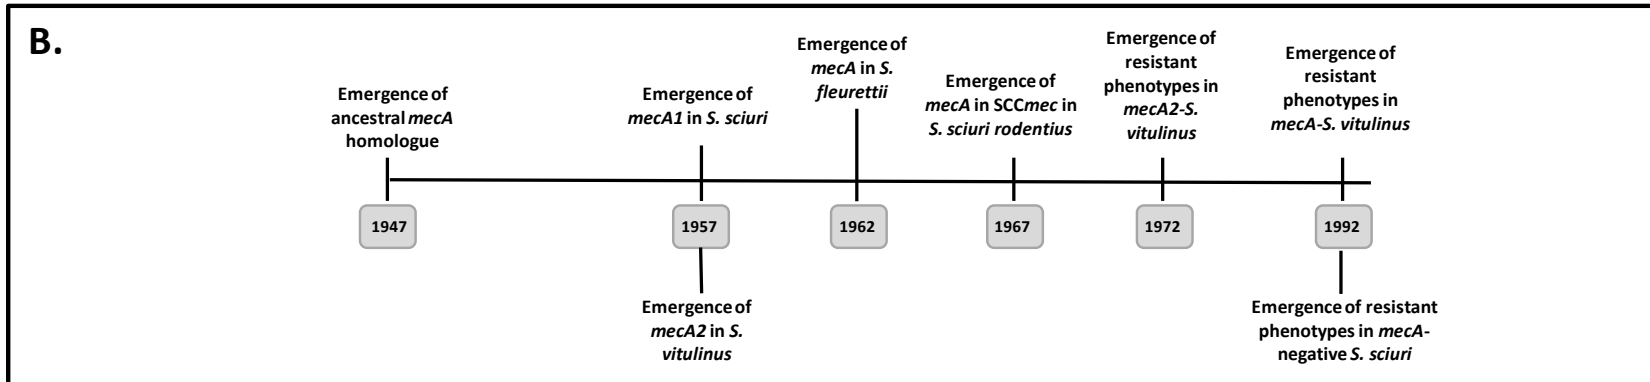 B.
Emergence of
ancestral mecA
homologue
Emergence of
mecA1 in S. sciuri
Emergence of
mecA in S.
fleurettii
Emergence of
mecA in SCCmec in
S. sciuri rodentius
Emergence of
resistant
phenotypes in
mecA2-S.
vitulinus
Emergence of
resistant
phenotypes in
mecA-S. vitulinus
1947
1957
1962
1967
1972
1992
Emergence of
mecA2 in S.
vitulinus
Emergence of resistant
phenotypes in mecA-
negative S. sciuri